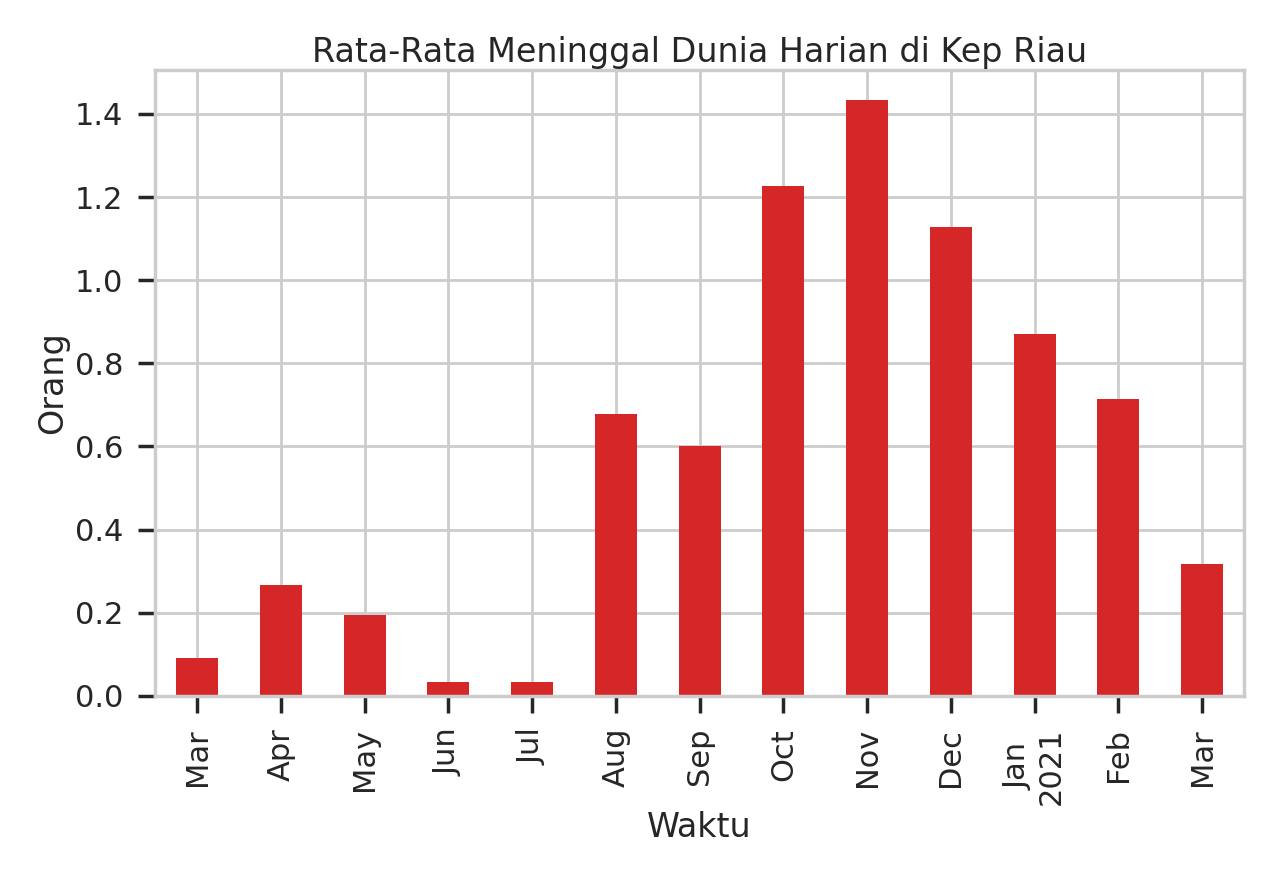 Rata-Rata Meninggal Dunia Harian di Kep Riau
Orang
1.4
1.2
1.0
0.8
0.6
0.4
0.2
0.0
Mar
Apr
May
Jun
Jul
Aug
Sep
Oct
Nov
Dec
Jan
2021
Feb
Mar
Waktu